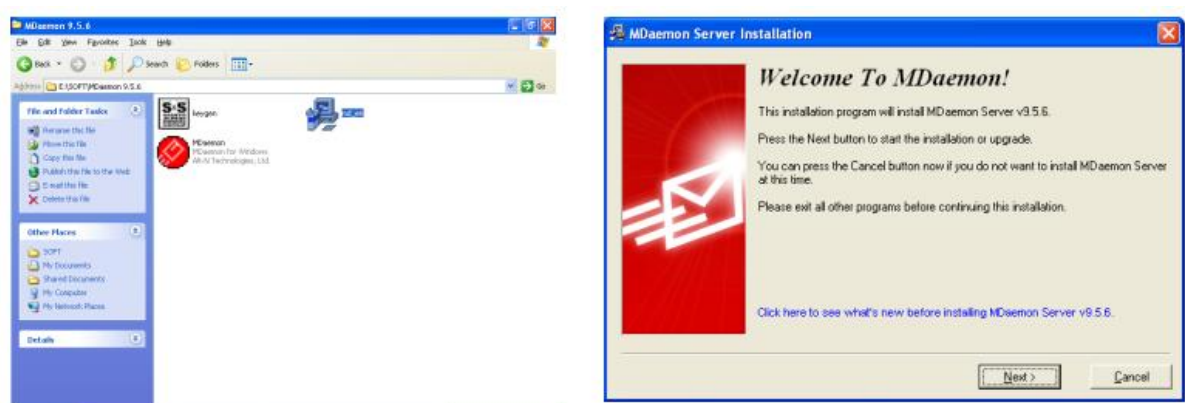 MDaemon 9.5.6
File Edit View Favorites Tools Help
Back Search Folders
Address E:\SOFT\MDaemon 9.5.6 Go
File and Folder Tasks
Rename this file
Move this file
Copy this file
Publish this file to the Web
E-mail this file
Delete this file
Other Places
SOFT
My Documents
Shared Documents
My Computer
My Network Places
Details
S&S
keygen
MDaemon
MDaemon for Windows
Alt-N Technologies, Ltd.
MDaemon Server Installation
Welcome To MDaemon!
This installation program will install MDaemon Server v9.5.6.
Press the Next button to start the installation or upgrade.
You can press the Cancel button now if you do not want to install MDaemon Server
at this time.
Please exit all other programs before continuing this installation.
Click here to see what's new before installing MDaemon Server v9.5.6.
Next >
Cancel